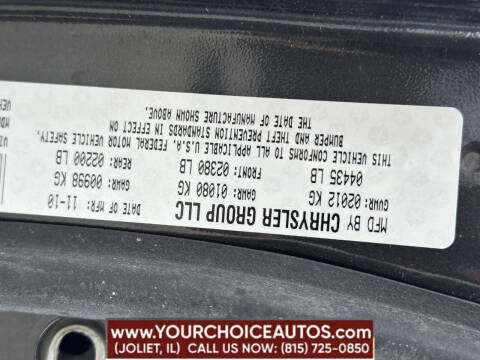 MFD BY CHRYSLER GROUP LLC
DATE OF MFR: 11-10
GVWR: 02012 KG
GAWR: 01080 KG
GAWR: 00998 KG
04435 LB
FRONT: 02380 LB
REAR: 02200 LB
THIS VEHICLE CONFORMS TO ALL APPLICABLE U.S.A. FEDERAL MOTOR VEHICLE SAFETY,
BUMPER AND THEFT PREVENTION STANDARDS IN EFFECT ON
THE DATE OF MANUFACTURE SHOWN ABOVE.
VEH
WWW.YOURCHOICEAUTOS.COM
(JOLIET, IL) CALL US NOW: (815) 725-0850